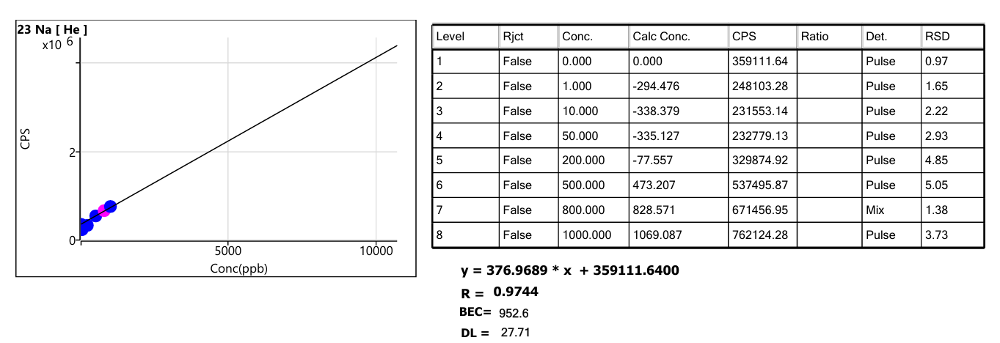 23 Na [ He ]
x10 6
CPS
2
0
5000 10000
Conc(ppb)
Level Rjct Conc. Calc Conc. CPS Ratio Det. RSD
1 False 0.000 0.000 359111.64 Pulse 0.97
2 False 1.000 -294.476 248103.28 Pulse 1.65
3 False 10.000 -338.379 231553.14 Pulse 2.22
4 False 50.000 -335.127 232779.13 Pulse 2.93
5 False 200.000 -77.557 329874.92 Pulse 4.85
6 False 500.000 473.207 537495.87 Pulse 5.05
7 False 800.000 828.571 671456.95 Mix 1.38
8 False 1000.000 1069.087 762124.28 Pulse 3.73
y = 376.9689 * x + 359111.6400
R = 0.9744
BEC= 952.6
DL = 27.71